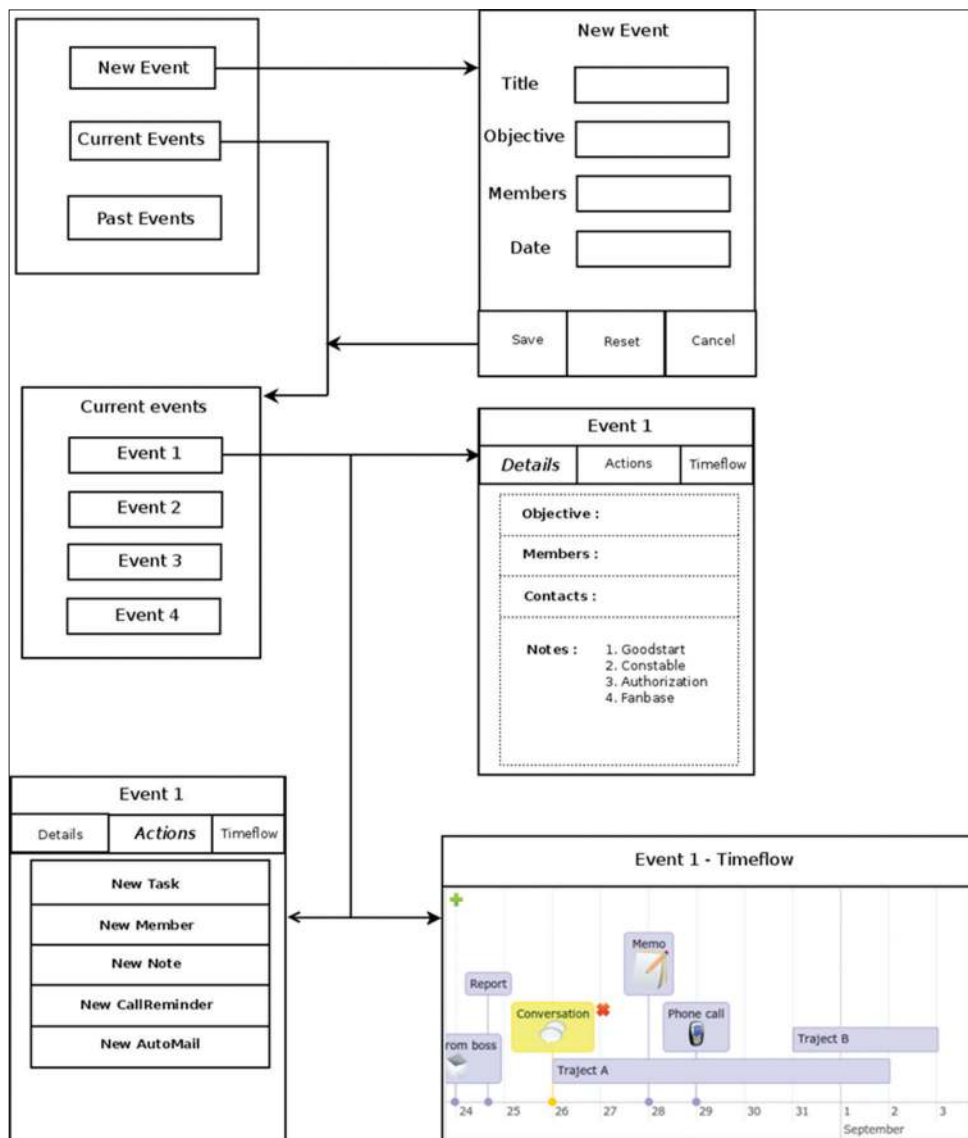 New Event
Current Events
Past Events
New Event
Title
Objective
Members
Date
Save Reset Cancel
Current events
Event 1
Event 2
Event 3
Event 4
Event 1
Details Actions Timeflow
Objective :
Members :
Contacts :
Notes : 1. Goodstart
2. Constable
3. Authorization
4. Fanbase
Event 1
Details Actions Timeflow
New Task
New Member
New Note
New CallReminder
New AutoMail
Event 1 - Timeflow
Memo
Report
Conversation
Phone call
rom boss
Traject B
Traject A
24 25 26 27 28 29 30 31 1 2 3
September